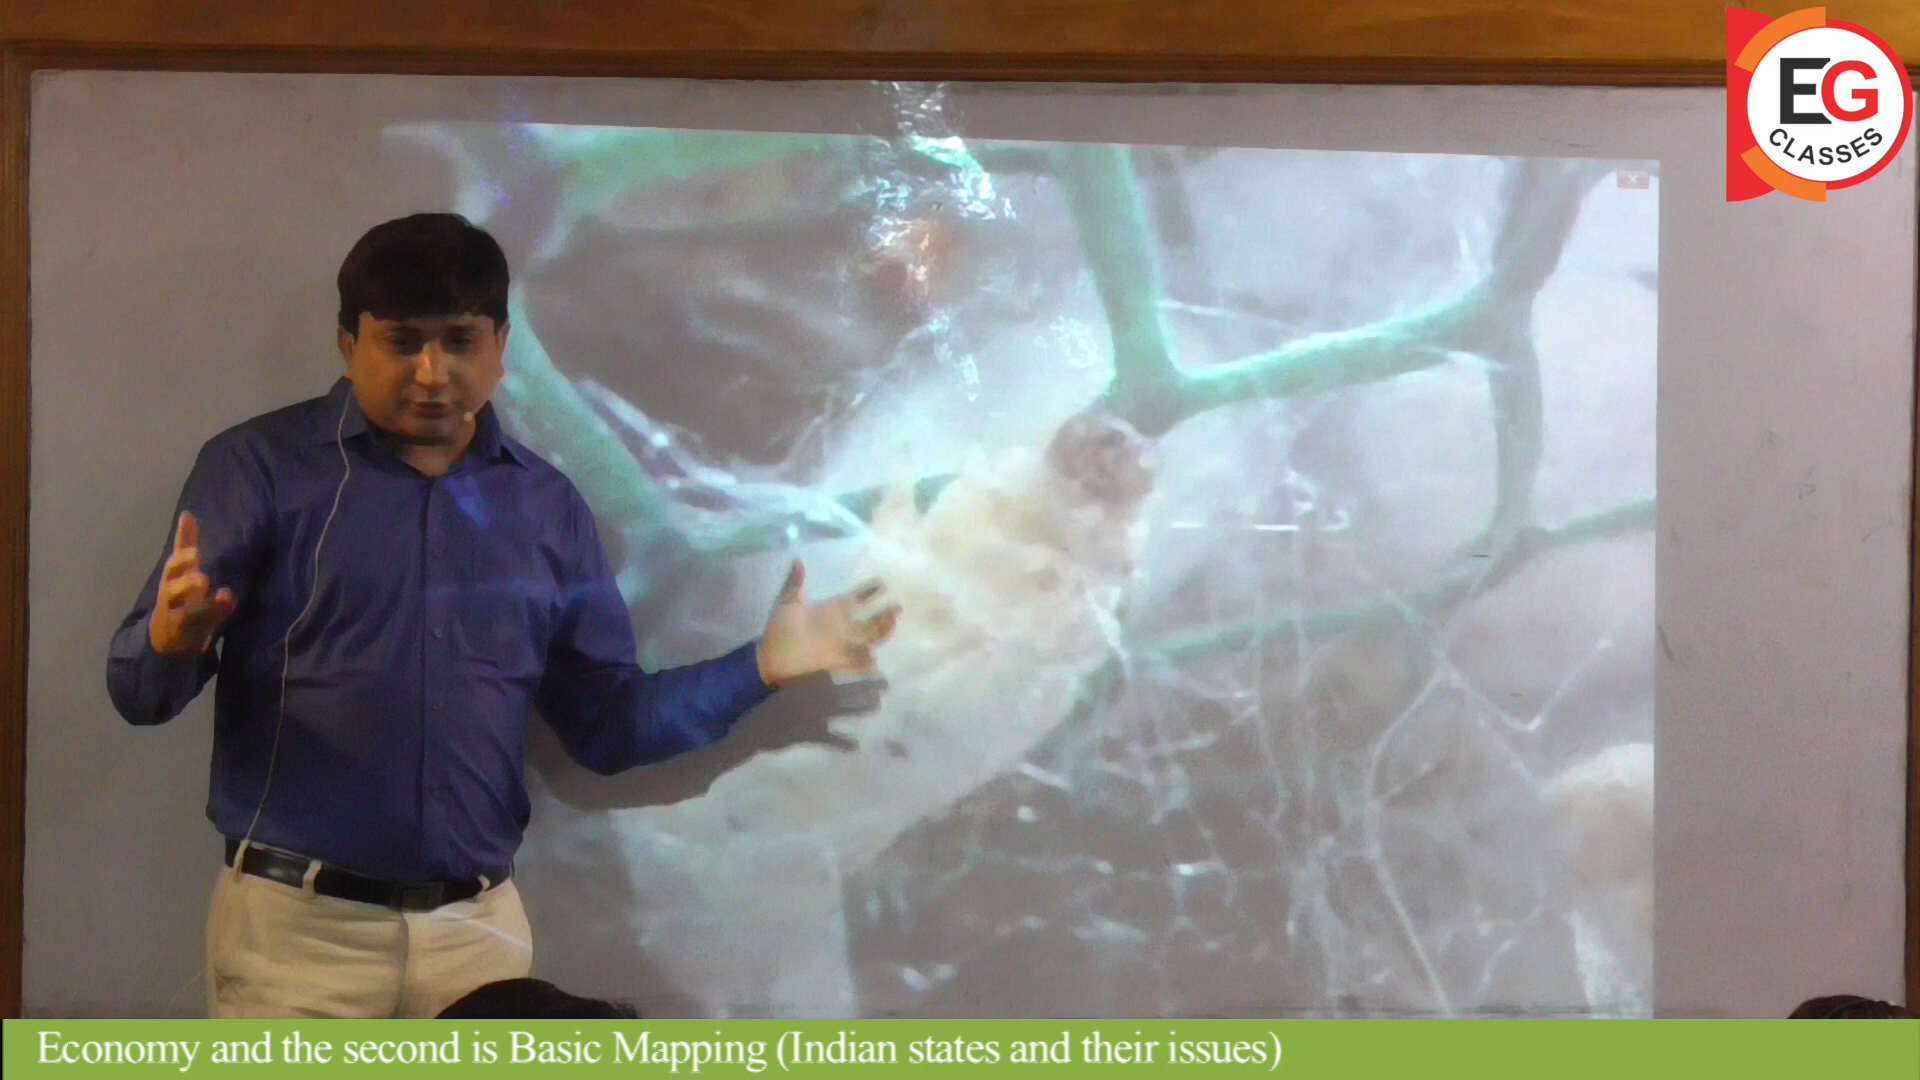 EG
CLASSES
Economy and the second is Basic Mapping (Indian states and their issues)